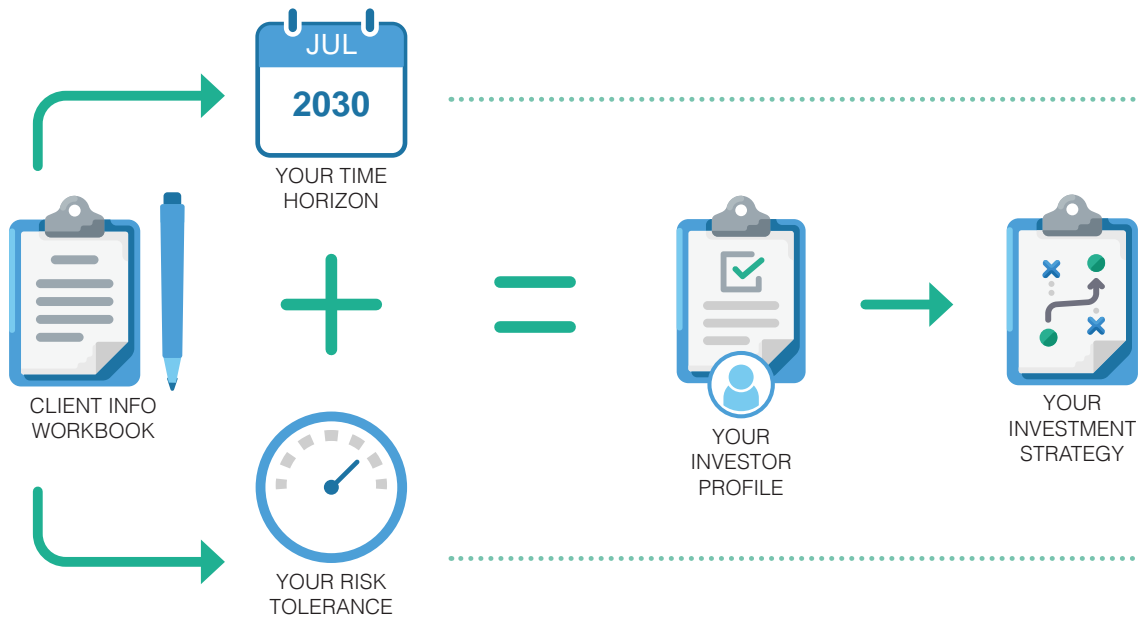 JUL
2030
YOUR TIME
HORIZON
CLIENT INFO
WORKBOOK
YOUR RISK
TOLERANCE
YOUR
INVESTOR
PROFILE
YOUR
INVESTMENT
STRATEGY